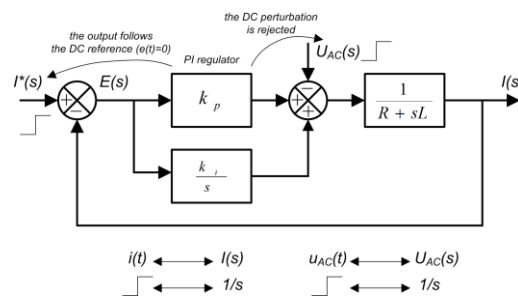 the output follows
the DC reference (e(t)=0)
the DC perturbation
is rejected
PI regulator
I*(s)
E(s)
U_AC(s)
I(s
+
−
k_p
−
+
+
1
R + sL
k_i
s
i(t) ↔ I(s)
u_AC(t) ↔ U_AC(s)
↔ 1/s
↔ 1/s